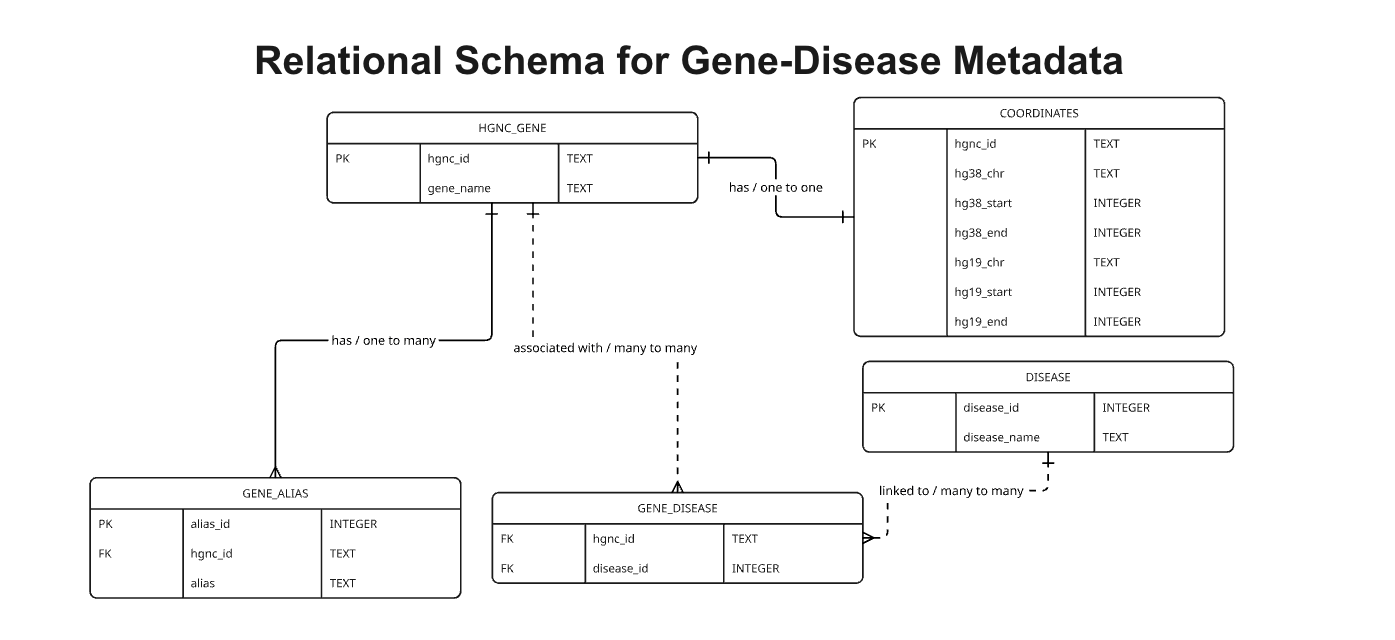 Relational Schema for Gene-Disease Metadata
HGNC_GENE
PK hgnc_id TEXT
gene_name TEXT
COORDINATES
PK hgnc_id TEXT
hg38_chr TEXT
hg38_start INTEGER
hg38_end INTEGER
hg19_chr TEXT
hg19_start INTEGER
hg19_end INTEGER
has / one to one
has / one to many
associated with / many to many
DISEASE
PK disease_id INTEGER
disease_name TEXT
linked to / many to many
GENE_ALIAS
PK alias_id INTEGER
FK hgnc_id TEXT
alias TEXT
GENE_DISEASE
FK hgnc_id TEXT
FK disease_id INTEGER